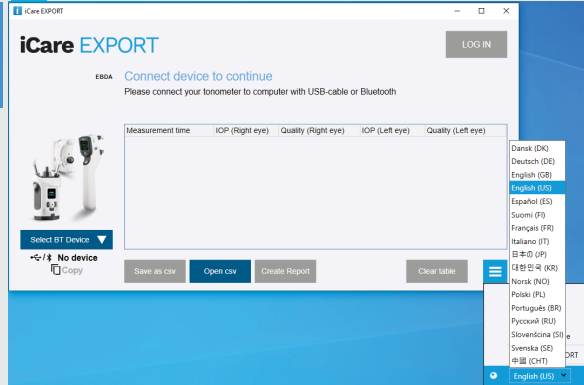 iCare EXPORT
iCare EXPORT
LOG IN
EBDA
Connect device to continue
Please connect your tonometer to computer with USB-cable or Bluetooth
Measurement time IOP (Right eye) Quality (Right eye) IOP (Left eye) Quality (Left eye)
Select BT Device
No device
Copy
Save as csv Open csv Create Report Clear table
Dansk (DK)
Deutsch (DE)
English (GB)
English (US)
Español (ES)
Suomi (FI)
Français (FR)
Italiano (IT)
日本の (JP)
대한민국 (KR)
Norsk (NO)
Polski (PL)
Português (BR)
Русский (RU)
Slovenščina (SI)
Svenska (SE)
中國 (CHT)
English (US)